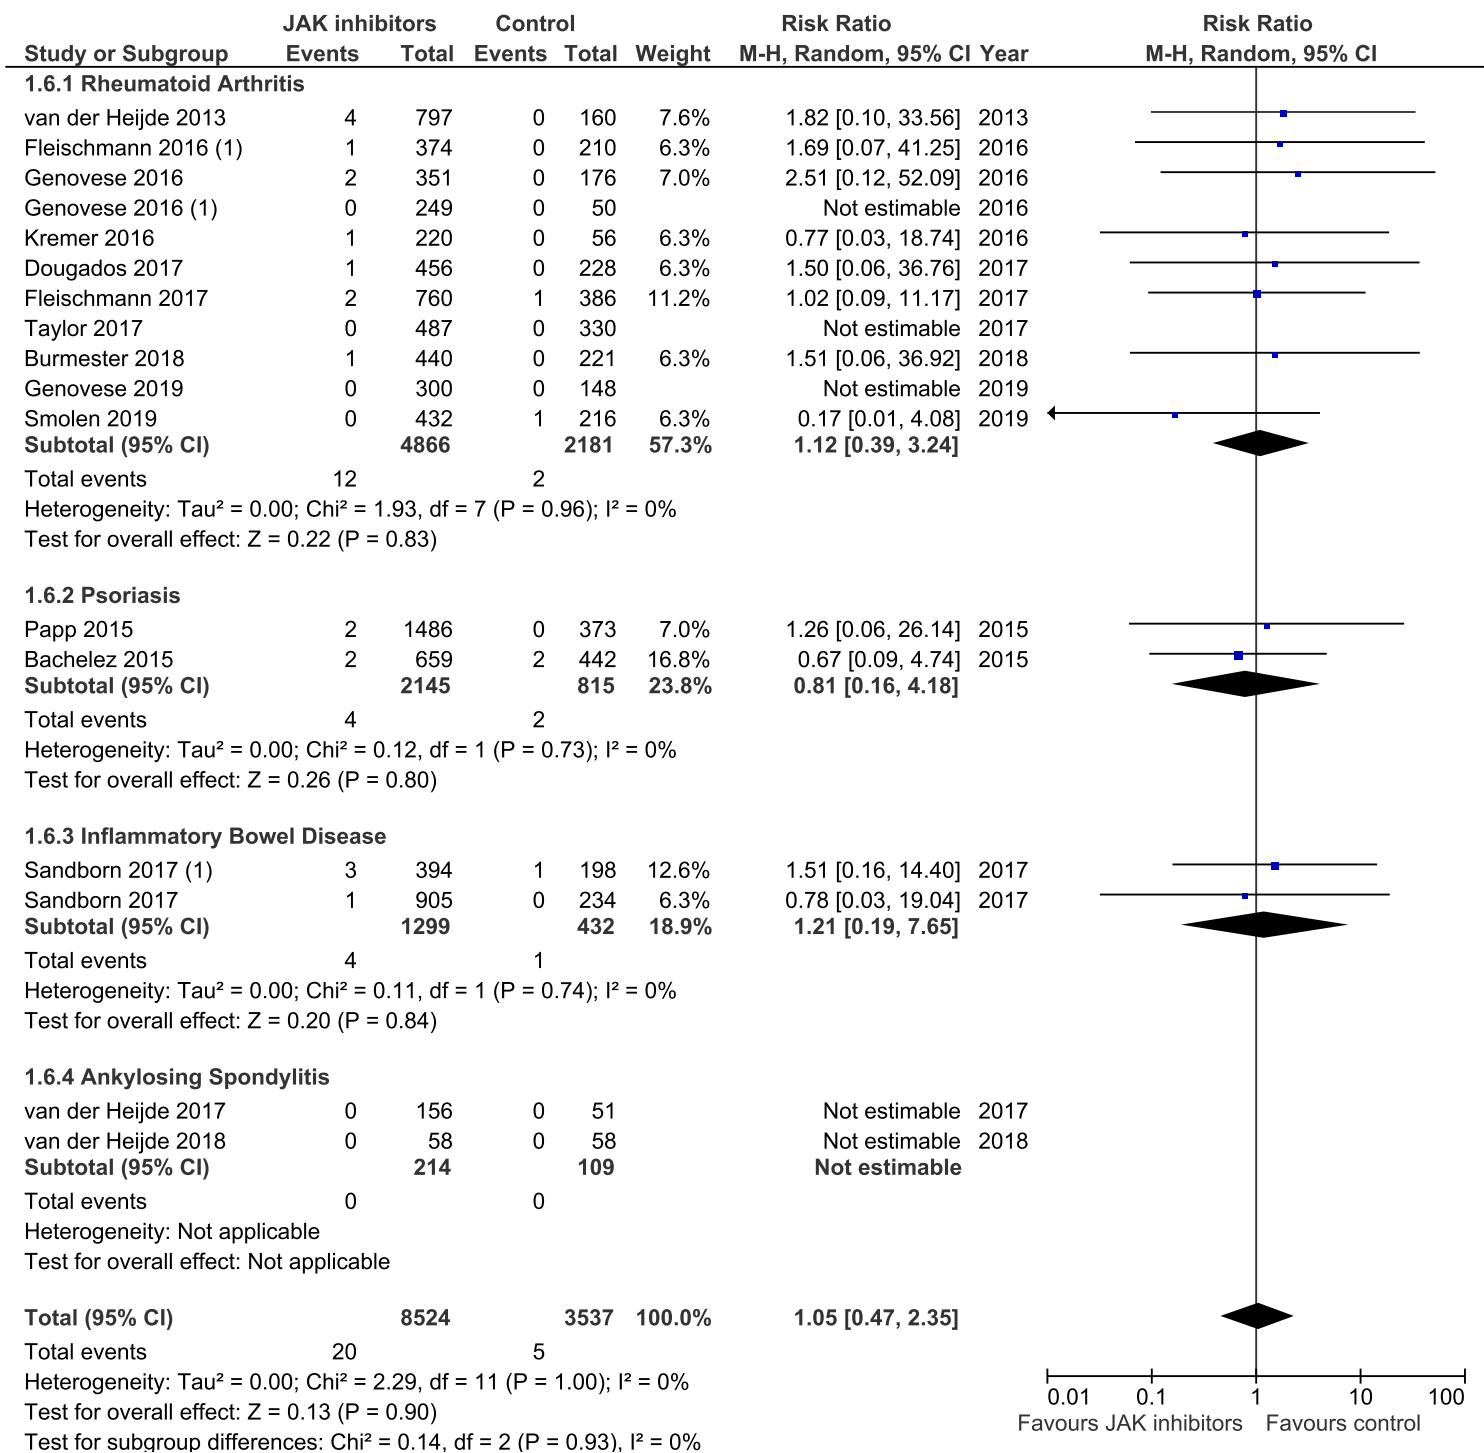 JAK inhibitors Control Risk Ratio Risk Ratio
Study or Subgroup Events Total Events Total Weight M-H, Random, 95% CI Year M-H, Random, 95% CI
1.6.1 Rheumatoid Arthritis
van der Heijde 2013 4 797 0 160 7.6% 1.82 [0.10, 33.56] 2013
Fleischmann 2016 (1) 1 374 0 210 6.3% 1.69 [0.07, 41.25] 2016
Genovese 2016 2 351 0 176 7.0% 2.51 [0.12, 52.09] 2016
Genovese 2016 (1) 0 249 0 50 Not estimable 2016
Kremer 2016 1 220 0 56 6.3% 0.77 [0.03, 18.74] 2016
Dougados 2017 1 456 0 228 6.3% 1.50 [0.06, 36.76] 2017
Fleischmann 2017 2 760 1 386 11.2% 1.02 [0.09, 11.17] 2017
Taylor 2017 0 487 0 330 Not estimable 2017
Burmester 2018 1 440 0 221 6.3% 1.51 [0.06, 36.92] 2018
Genovese 2019 0 300 0 148 Not estimable 2019
Smolen 2019 0 432 1 216 6.3% 0.17 [0.01, 4.08] 2019
Subtotal (95% CI) 4866 2181 57.3% 1.12 [0.39, 3.24]
Total events 12 2
Heterogeneity: Tau² = 0.00; Chi² = 1.93, df = 7 (P = 0.96); I² = 0%
Test for overall effect: Z = 0.22 (P = 0.83)
1.6.2 Psoriasis
Papp 2015 2 1486 0 373 7.0% 1.26 [0.06, 26.14] 2015
Bachelez 2015 2 659 2 442 16.8% 0.67 [0.09, 4.74] 2015
Subtotal (95% CI) 2145 815 23.8% 0.81 [0.16, 4.18]
Total events 4 2
Heterogeneity: Tau² = 0.00; Chi² = 0.12, df = 1 (P = 0.73); I² = 0%
Test for overall effect: Z = 0.26 (P = 0.80)
1.6.3 Inflammatory Bowel Disease
Sandborn 2017 (1) 3 394 1 198 12.6% 1.51 [0.16, 14.40] 2017
Sandborn 2017 1 905 0 234 6.3% 0.78 [0.03, 19.04] 2017
Subtotal (95% CI) 1299 432 18.9% 1.21 [0.19, 7.65]
Total events 4 1
Heterogeneity: Tau² = 0.00; Chi² = 0.11, df = 1 (P = 0.74); I² = 0%
Test for overall effect: Z = 0.20 (P = 0.84)
1.6.4 Ankylosing Spondylitis
van der Heijde 2017 0 156 0 51 Not estimable 2017
van der Heijde 2018 0 58 0 58 Not estimable 2018
Subtotal (95% CI) 214 109 Not estimable
Total events 0 0
Heterogeneity: Not applicable
Test for overall effect: Not applicable
Total (95% CI) 8524 3537 100.0% 1.05 [0.47, 2.35]
Total events 20 5
Heterogeneity: Tau² = 0.00; Chi² = 2.29, df = 11 (P = 1.00); I² = 0%
Test for overall effect: Z = 0.13 (P = 0.90)
Test for subgroup differences: Chi² = 0.14, df = 2 (P = 0.93), I² = 0%
0.01 0.1 1 10 100
Favours JAK inhibitors Favours control